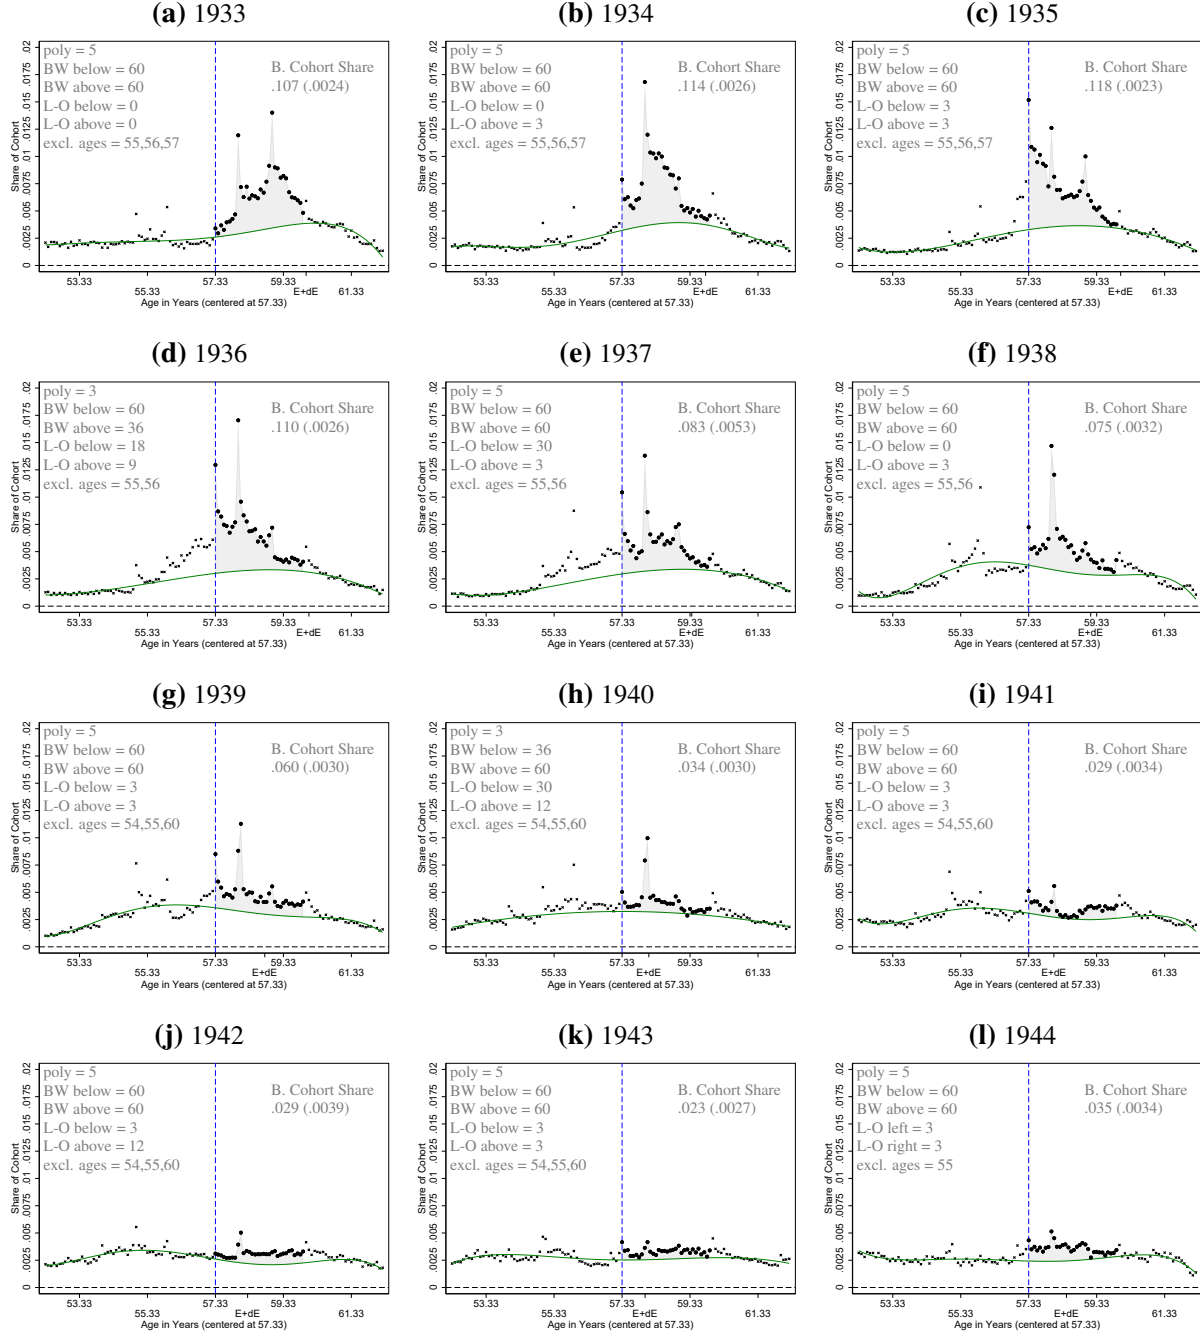 (a) 1933
poly = 5
BW below = 60
BW above = 60
L-O below = 0
L-O above = 0
excl. ages = 55,56,57
B. Cohort Share
.107 (.0024)
Share of Cohort
0 .0025 .005 .0075 .01 .0125 .015 .0175 .02
53.33 55.33 57.33 59.33 E+dE 61.33
Age in Years (centered at 57.33)
(b) 1934
poly = 5
BW below = 60
BW above = 60
L-O below = 0
L-O above = 3
excl. ages = 55,56,57
B. Cohort Share
.114 (.0026)
Share of Cohort
0 .0025 .005 .0075 .01 .0125 .015 .0175 .02
53.33 55.33 57.33 59.33 E+dE 61.33
Age in Years (centered at 57.33)
(c) 1935
poly = 5
BW below = 60
BW above = 60
L-O below = 3
L-O above = 3
excl. ages = 55,56,57
B. Cohort Share
.118 (.0023)
Share of Cohort
0 .0025 .005 .0075 .01 .0125 .015 .0175 .02
53.33 55.33 57.33 59.33 E+dE 61.33
Age in Years (centered at 57.33)
(d) 1936
poly = 3
BW below = 60
BW above = 36
L-O below = 18
L-O above = 9
excl. ages = 55,56
B. Cohort Share
.110 (.0026)
Share of Cohort
0 .0025 .005 .0075 .01 .0125 .015 .0175 .02
53.33 55.33 57.33 59.33 E+dE 61.33
Age in Years (centered at 57.33)
(e) 1937
poly = 5
BW below = 60
BW above = 60
L-O below = 30
L-O above = 3
excl. ages = 55,56
B. Cohort Share
.083 (.0053)
Share of Cohort
0 .0025 .005 .0075 .01 .0125 .015 .0175 .02
53.33 55.33 57.33 E+dE 59.33 61.33
Age in Years (centered at 57.33)
(f) 1938
poly = 5
BW below = 60
BW above = 60
L-O below = 0
L-O above = 3
excl. ages = 55,56
B. Cohort Share
.075 (.0032)
Share of Cohort
0 .0025 .005 .0075 .01 .0125 .015 .0175 .02
53.33 55.33 57.33 E+dE 59.33 61.33
Age in Years (centered at 57.33)
(g) 1939
poly = 5
BW below = 60
BW above = 60
L-O below = 3
L-O above = 3
excl. ages = 54,55,60
B. Cohort Share
.060 (.0030)
Share of Cohort
0 .0025 .005 .0075 .01 .0125 .015 .0175 .02
53.33 55.33 57.33 E+dE 59.33 61.33
Age in Years (centered at 57.33)
(h) 1940
poly = 3
BW below = 36
BW above = 60
L-O below = 30
L-O above = 12
excl. ages = 54,55,60
B. Cohort Share
.034 (.0030)
Share of Cohort
0 .0025 .005 .0075 .01 .0125 .015 .0175 .02
53.33 55.33 57.33 E+dE 59.33 61.33
Age in Years (centered at 57.33)
(i) 1941
poly = 5
BW below = 60
BW above = 60
L-O below = 3
L-O above = 3
excl. ages = 54,55,60
B. Cohort Share
.029 (.0034)
Share of Cohort
0 .0025 .005 .0075 .01 .0125 .015 .0175 .02
53.33 55.33 57.33 E+dE 59.33 61.33
Age in Years (centered at 57.33)
(j) 1942
poly = 5
BW below = 60
BW above = 60
L-O below = 3
L-O above = 12
excl. ages = 54,55,60
B. Cohort Share
.029 (.0039)
Share of Cohort
0 .0025 .005 .0075 .01 .0125 .015 .0175 .02
53.33 55.33 57.33 E+dE 59.33 61.33
Age in Years (centered at 57.33)
(k) 1943
poly = 5
BW below = 60
BW above = 60
L-O below = 3
L-O above = 3
excl. ages = 54,55,60
B. Cohort Share
.023 (.0027)
Share of Cohort
0 .0025 .005 .0075 .01 .0125 .015 .0175 .02
53.33 55.33 57.33 E+dE 59.33 61.33
Age in Years (centered at 57.33)
(l) 1944
poly = 5
BW below = 60
BW above = 60
L-O left = 3
L-O right = 3
excl. ages = 55
B. Cohort Share
.035 (.0034)
Share of Cohort
0 .0025 .005 .0075 .01 .0125 .015 .0175 .02
53.33 55.33 57.33 E+dE 59.33 61.33
Age in Years (centered at 57.33)